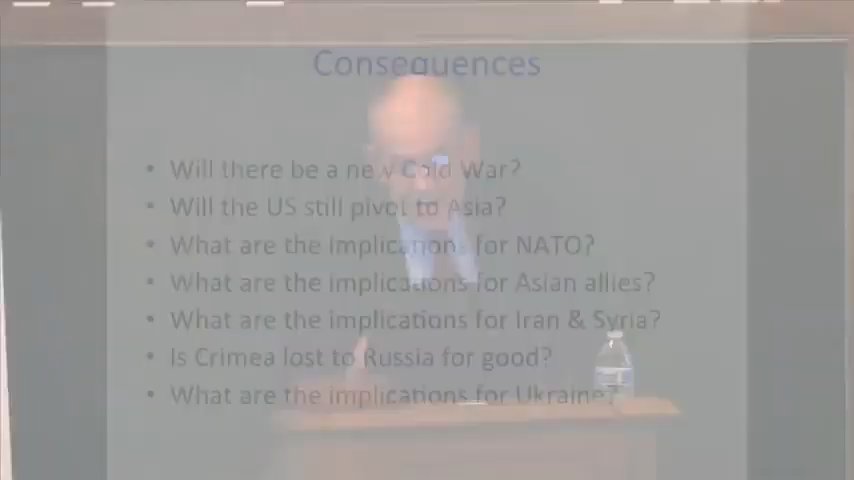 Consequences
• Will there be a new Cold War?
• Will the US still pivot to Asia?
• What are the implications for NATO?
• What are the implications for Asian allies?
• What are the implications for Iran & Syria?
• Is Crimea lost to Russia for good?
• What are the implications for Ukraine?